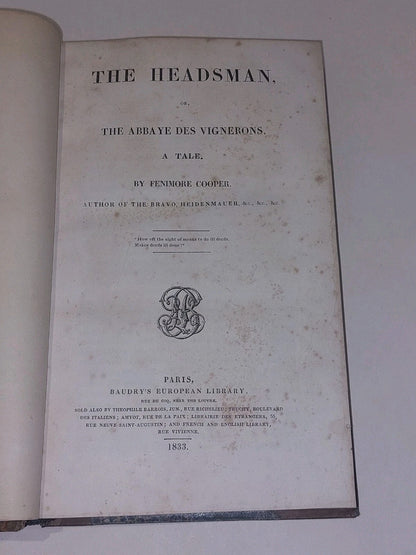 THE HEADSMAN,
OR,
THE ABBAYE DES VIGNERONS.
A TALE.
BY FENIMORE COOPER.
AUTHOR OF THE BRAVO, HEIDENMAUER, &c., &c., &c.
"How oft the sight of means to do ill deeds,
Makes deeds ill done!"
PARIS,
BAUDRY'S EUROPEAN LIBRARY,
RUE DU COQ, NEAR THE LOUVRE.
SOLD ALSO BY THEOPHILE BARROIS, JUN., RUE RICHELIEU; TRUCHY, BOULEVARD
DES ITALIENS; AMYOT, RUE DE LA PAIX; LIBRAIRIE DES ETRANGERS, 55,
RUE NEUVE-SAINT-AUGUSTIN; AND FRENCH AND ENGLISH LIBRARY,
RUE VIVIENNE.
1833.